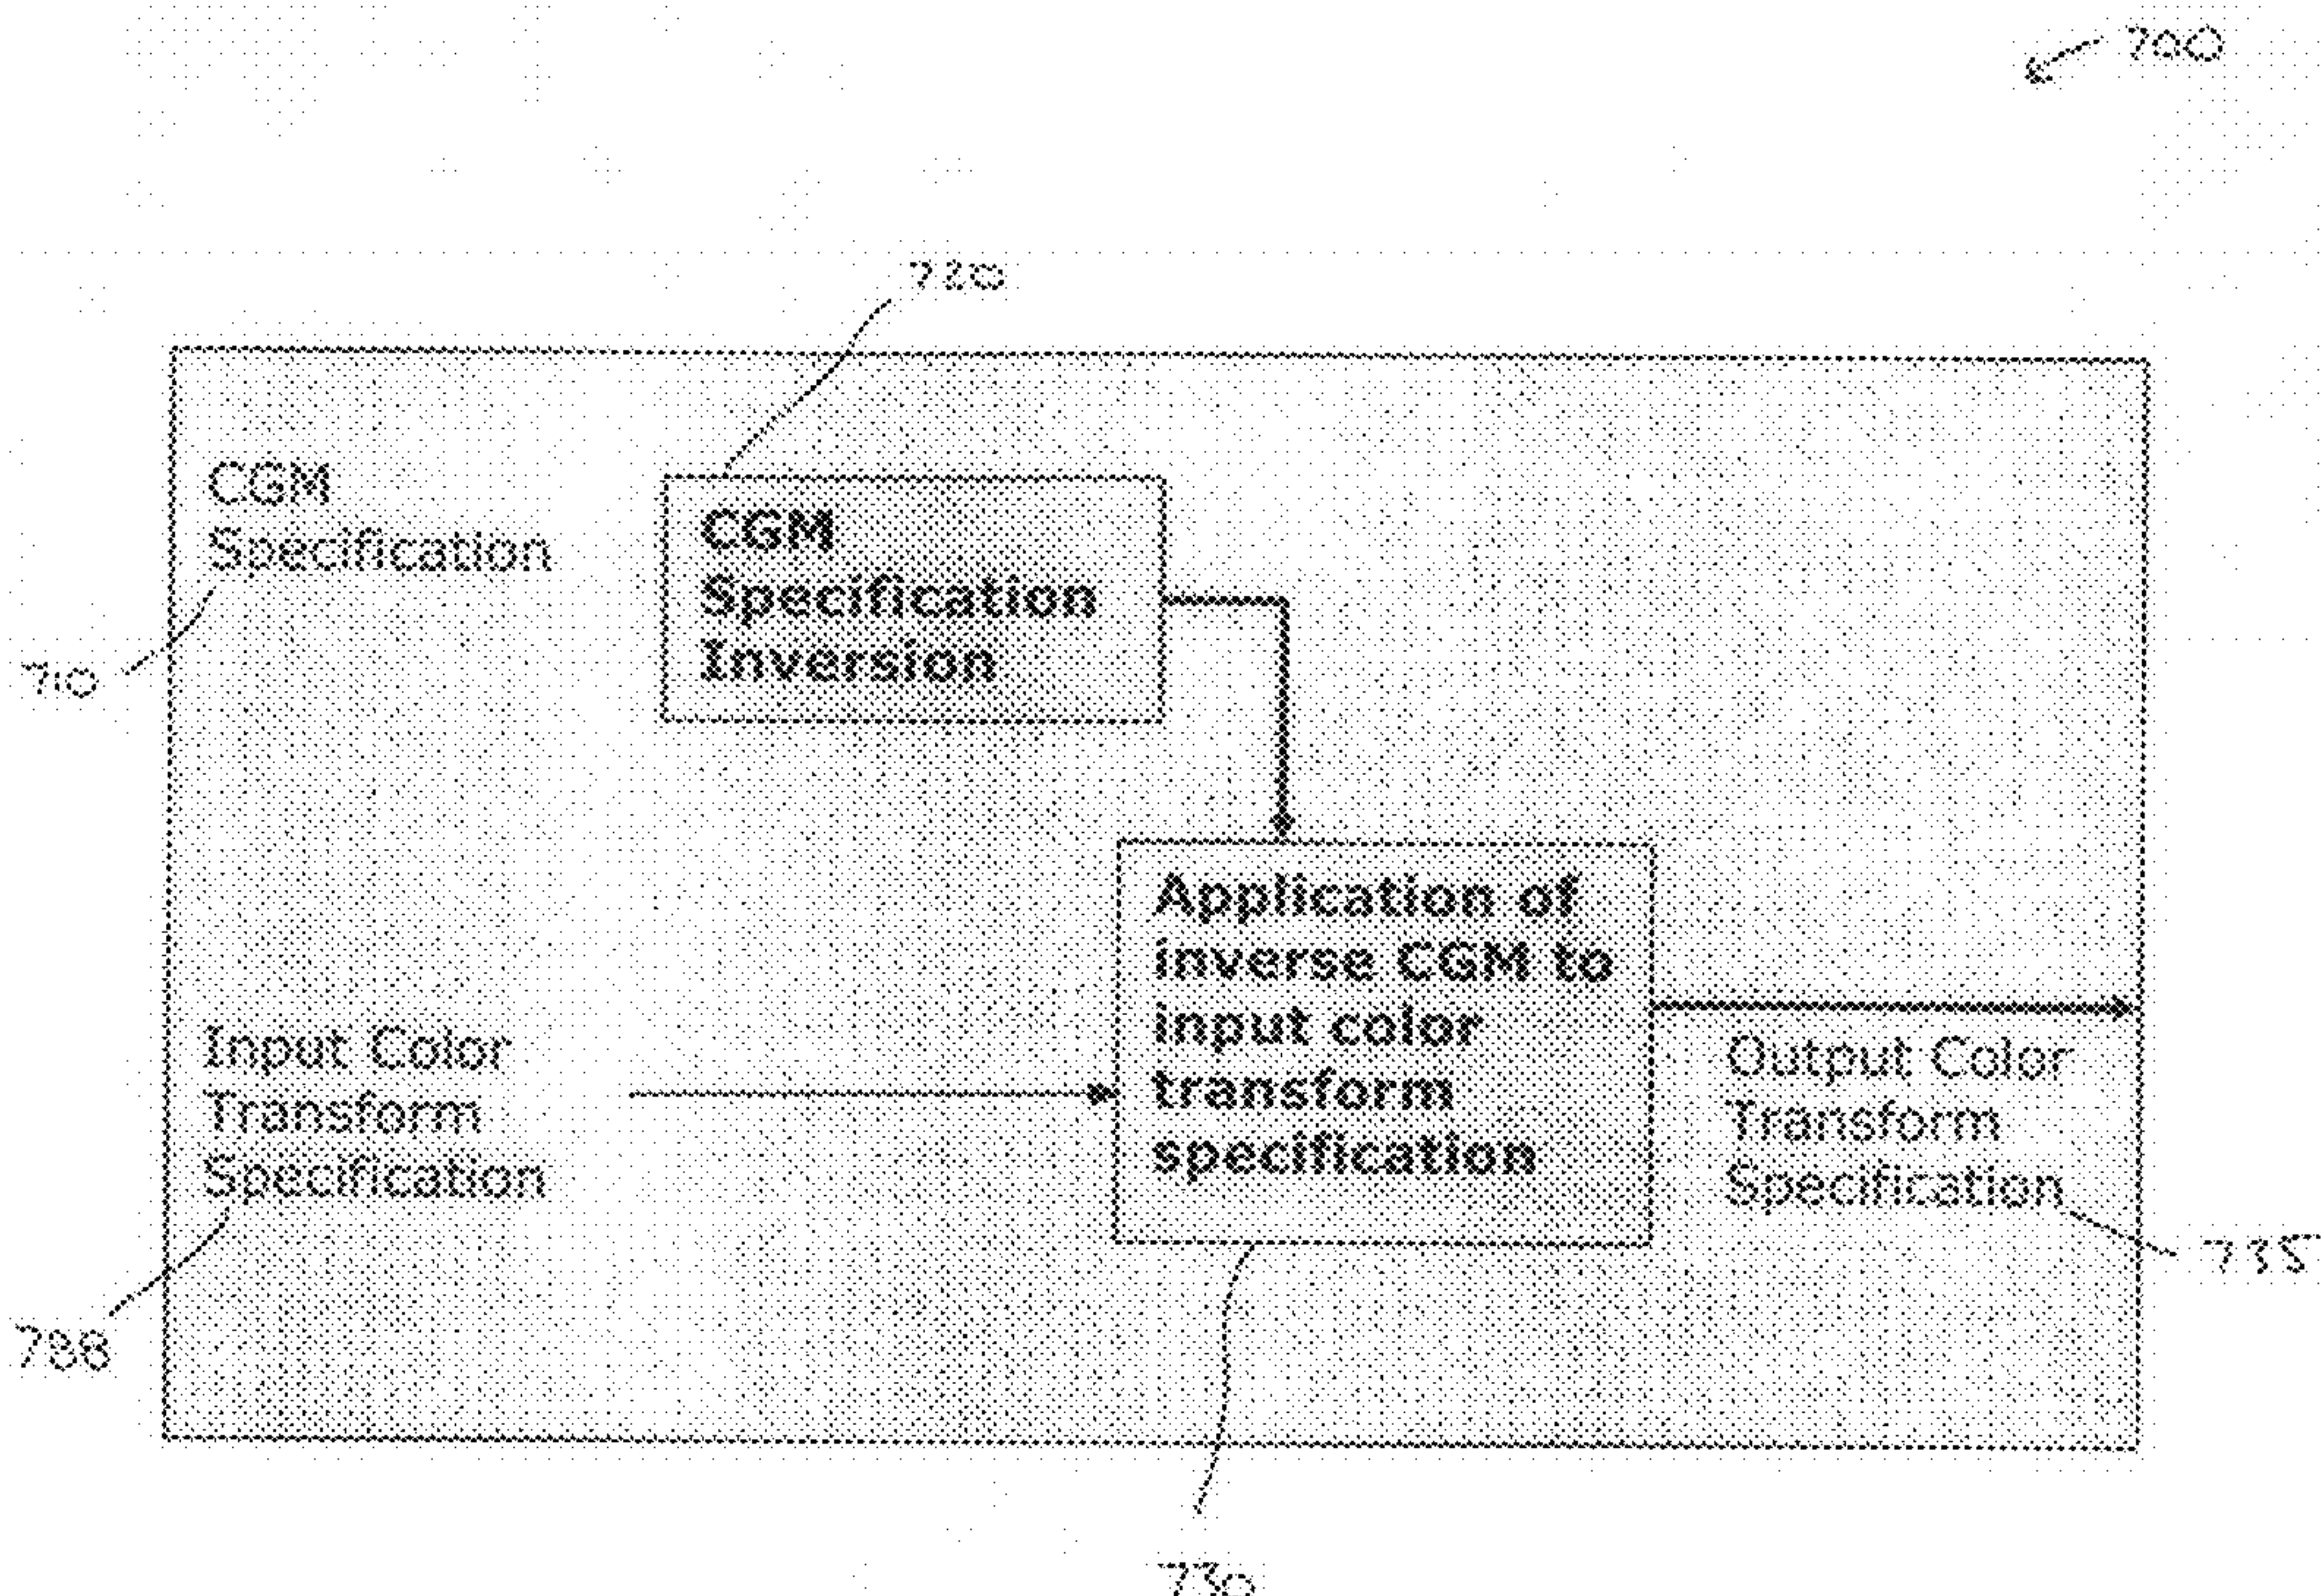 700
720
CGM
Specification
710
CGM
Specification
Inversion
Application of
inverse CGM to
input color
transform
specification
Input Color
Transform
Specification
788
Output Color
Transform
Specification
735
730